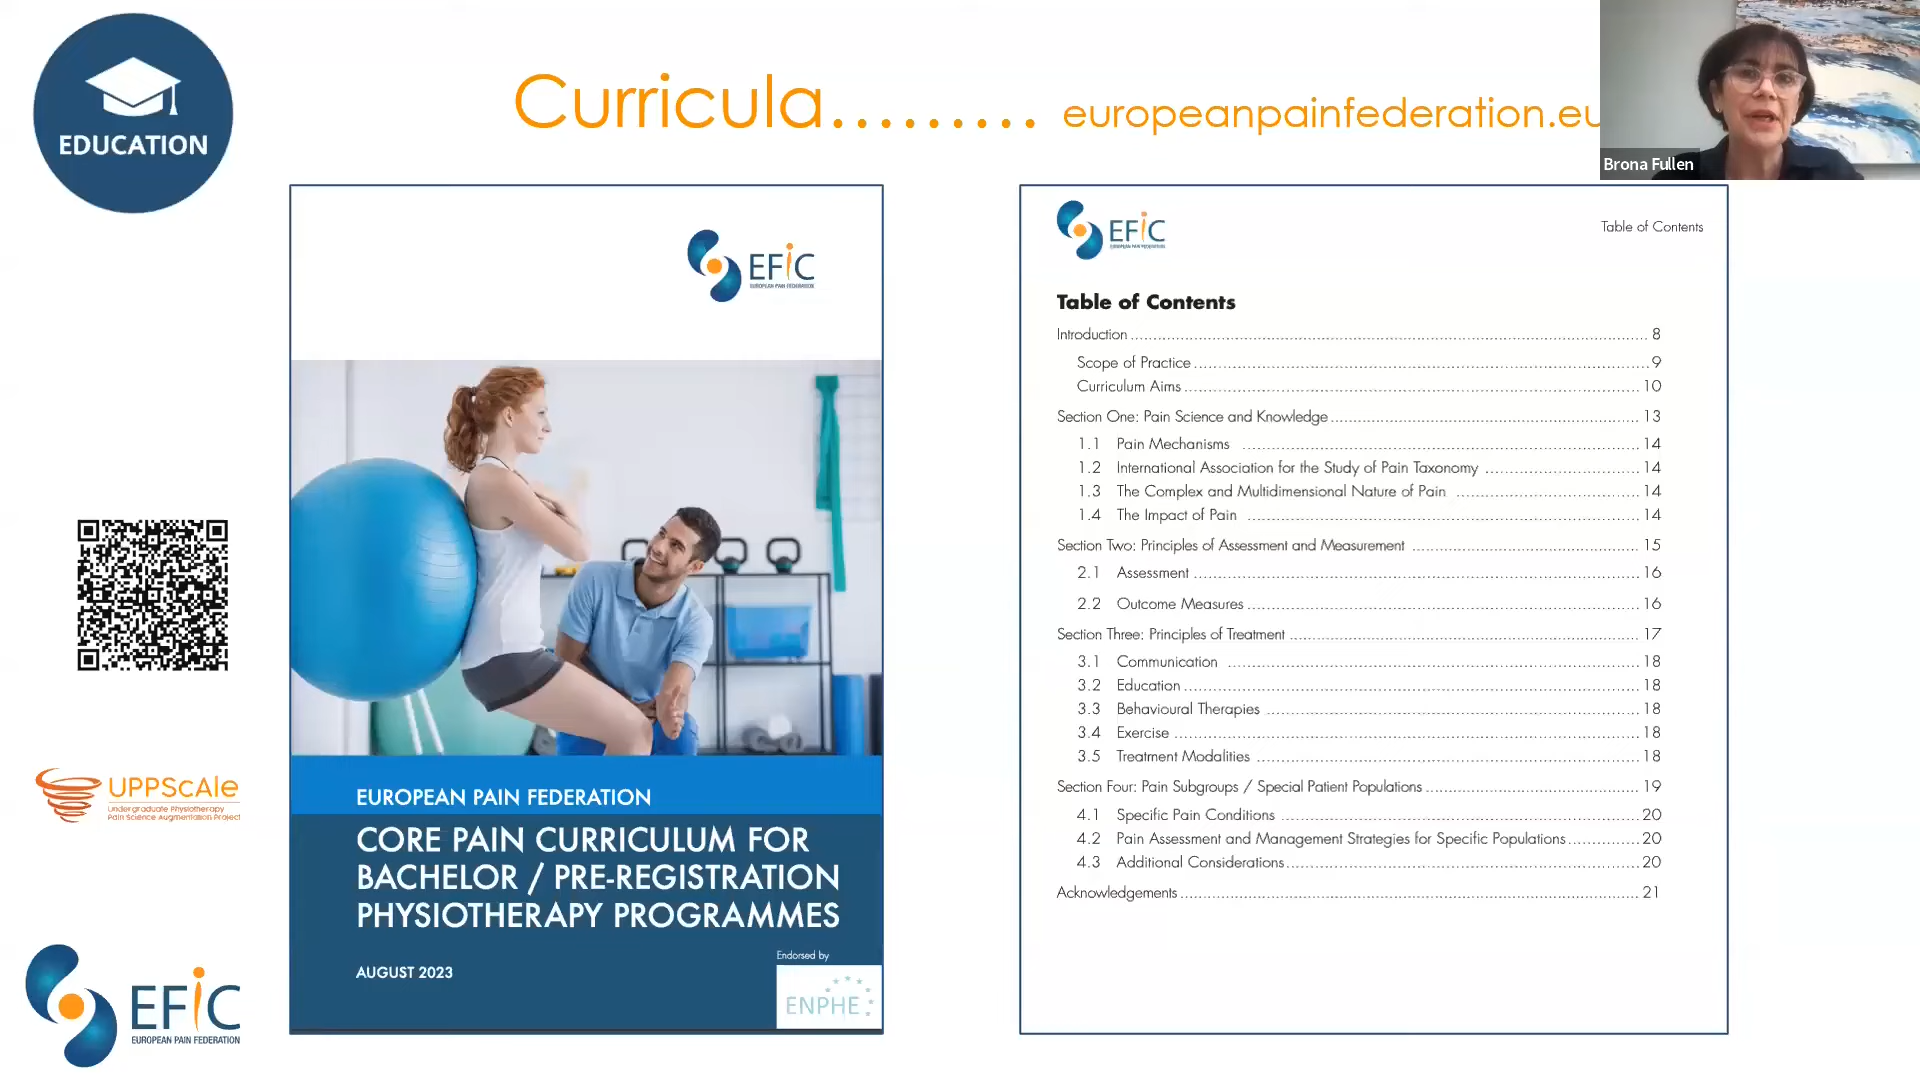 EDUCATION
Curricula......... europeanpainfederation.eu
Brona Fullen
EFIC
EUROPEAN PAIN FEDERATION
EUROPEAN PAIN FEDERATION
CORE PAIN CURRICULUM FOR
BACHELOR / PRE-REGISTRATION
PHYSIOTHERAPY PROGRAMMES
AUGUST 2023
Endorsed by
ENPHE
EFIC
EUROPEAN PAIN FEDERATION
Table of Contents
Table of Contents
Introduction 8
Scope of Practice 9
Curriculum Aims 10
Section One: Pain Science and Knowledge 13
1.1 Pain Mechanisms 14
1.2 International Association for the Study of Pain Taxonomy 14
1.3 The Complex and Multidimensional Nature of Pain 14
1.4 The Impact of Pain 14
Section Two: Principles of Assessment and Measurement 15
2.1 Assessment 16
2.2 Outcome Measures 16
Section Three: Principles of Treatment 17
3.1 Communication 18
3.2 Education 18
3.3 Behavioural Therapies 18
3.4 Exercise 18
3.5 Treatment Modalities 18
Section Four: Pain Subgroups / Special Patient Populations 19
4.1 Specific Pain Conditions 20
4.2 Pain Assessment and Management Strategies for Specific Populations 20
4.3 Additional Considerations 20
Acknowledgements 21
UPPScAle
Undergraduate Physiotherapy
Pain Science Augmentation Project
EFIC
EUROPEAN PAIN FEDERATION